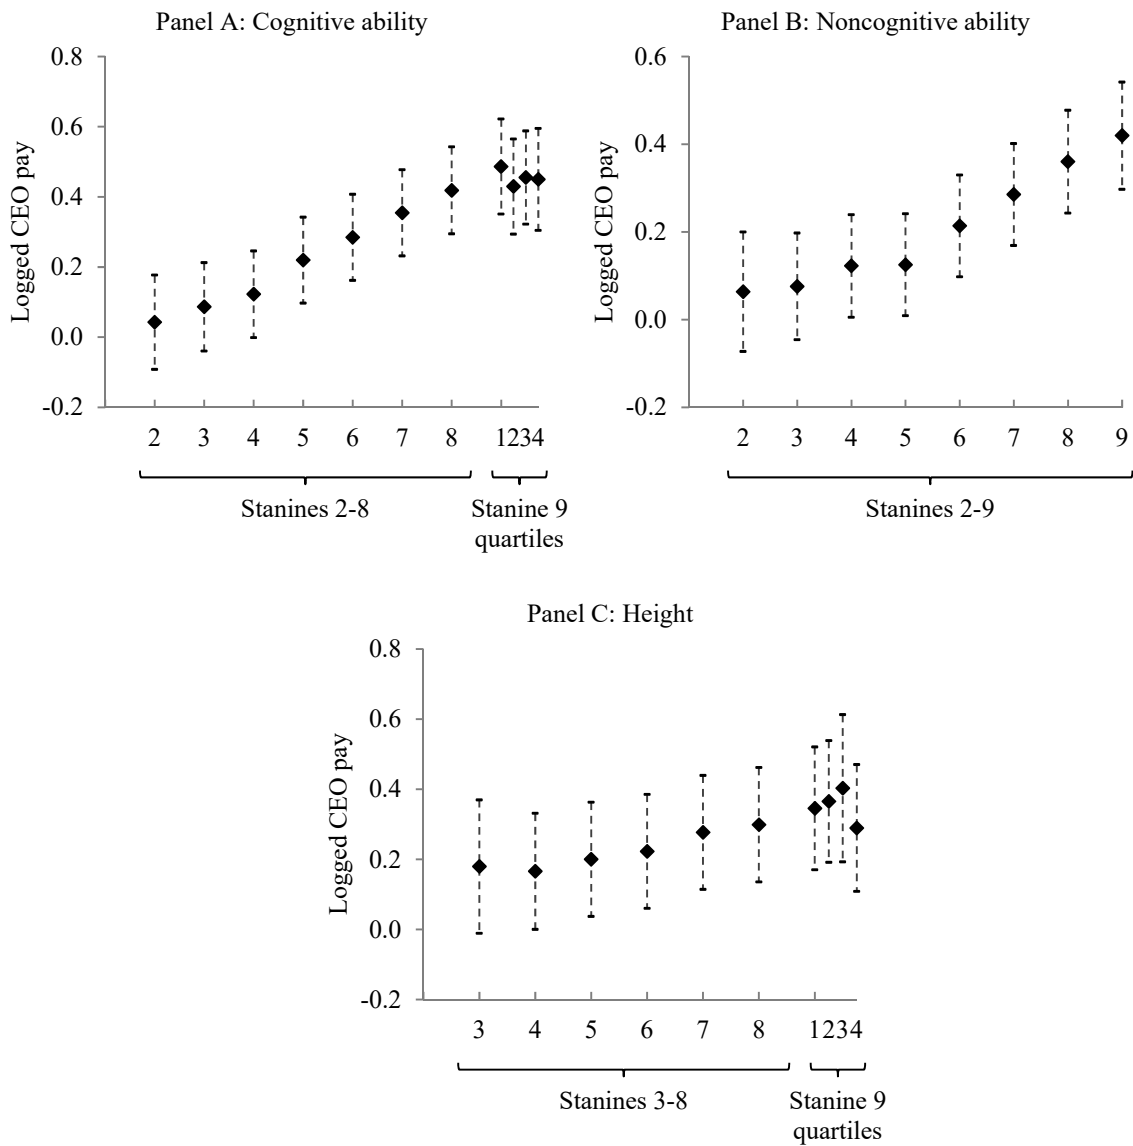 Panel A: Cognitive ability
0.8
0.6
0.4
0.2
0.0
-0.2
Logged CEO pay
2 3 4 5 6 7 8 1234
Stanines 2-8
Stanine 9
quartiles
Panel B: Noncognitive ability
0.6
0.4
0.2
0.0
-0.2
Logged CEO pay
2 3 4 5 6 7 8 9
Stanines 2-9
Panel C: Height
0.8
0.6
0.4
0.2
0.0
-0.2
Logged CEO pay
3 4 5 6 7 8 1234
Stanines 3-8
Stanine 9
quartiles